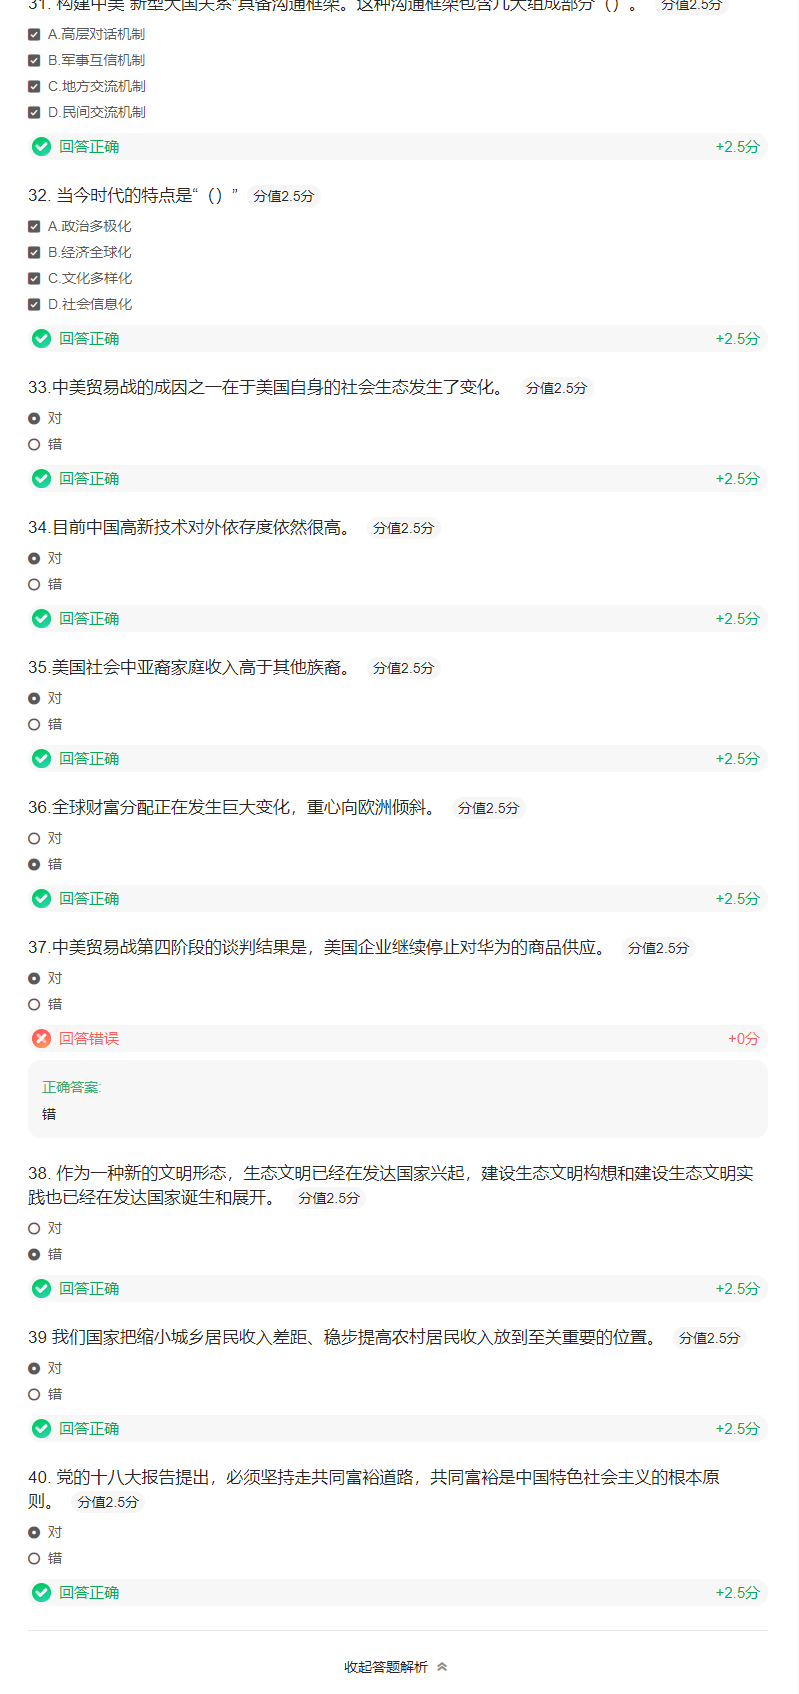 31. 构建中美“新型大国关系”具备沟通框架。这种沟通框架包含几大组成部分（）。 分值2.5分
A.高层对话机制
B.军事互信机制
C.地方交流机制
D.民间交流机制
回答正确 +2.5分
32. 当今时代的特点是“（）” 分值2.5分
A.政治多极化
B.经济全球化
C.文化多样化
D.社会信息化
回答正确 +2.5分
33.中美贸易战的成因之一在于美国自身的社会生态发生了变化。 分值2.5分
对
错
回答正确 +2.5分
34.目前中国高新技术对外依存度依然很高。 分值2.5分
对
错
回答正确 +2.5分
35.美国社会中亚裔家庭收入高于其他族裔。 分值2.5分
对
错
回答正确 +2.5分
36.全球财富分配正在发生巨大变化，重心向欧洲倾斜。 分值2.5分
对
错
回答正确 +2.5分
37.中美贸易战第四阶段的谈判结果是，美国企业继续停止对华为的商品供应。 分值2.5分
对
错
回答错误 +0分
正确答案:
错
38. 作为一种新的文明形态，生态文明已经在发达国家兴起，建设生态文明构想和建设生态文明实
践也已经在发达国家诞生和展开。 分值2.5分
对
错
回答正确 +2.5分
39 我们国家把缩小城乡居民收入差距、稳步提高农村居民收入放到至关重要的位置。 分值2.5分
对
错
回答正确 +2.5分
40. 党的十八大报告提出，必须坚持走共同富裕道路，共同富裕是中国特色社会主义的根本原
则。 分值2.5分
对
错
回答正确 +2.5分
收起答题解析